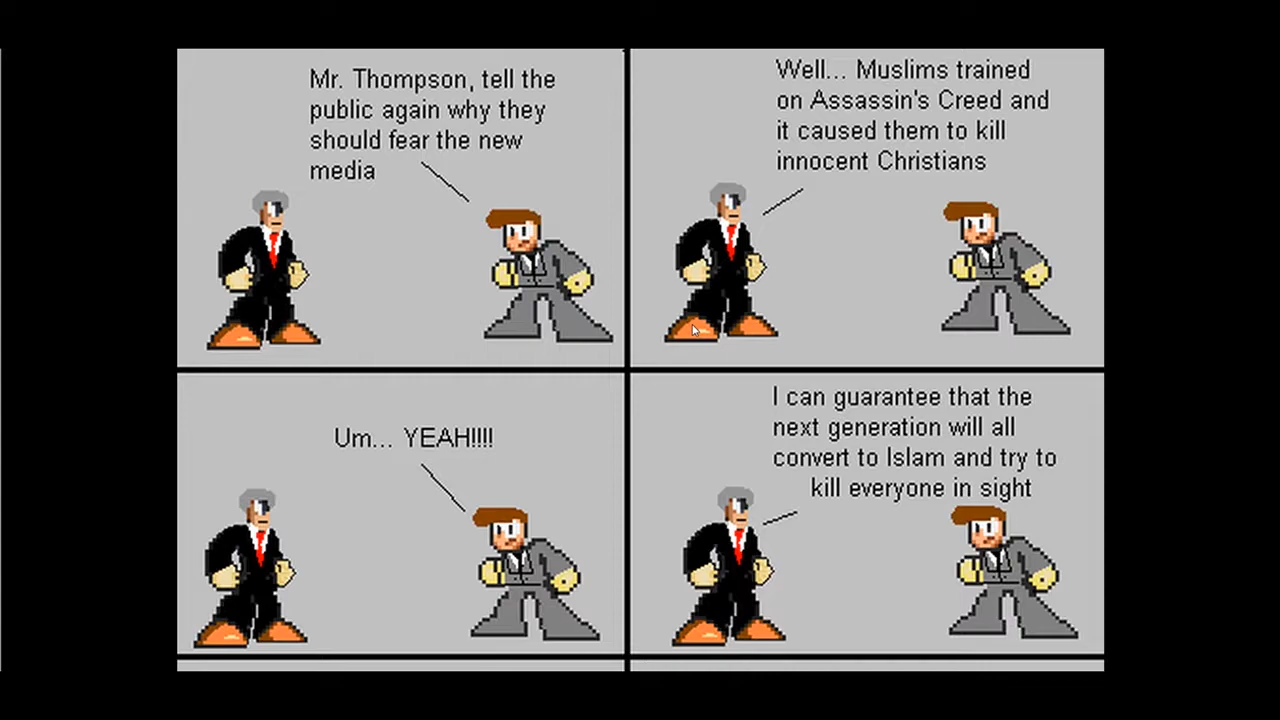 Mr. Thompson, tell the
public again why they
should fear the new
media
Well... Muslims trained
on Assassin's Creed and
it caused them to kill
innocent Christians
Um... YEAH!!!!
I can guarantee that the
next generation will all
convert to Islam and try to
kill everyone in sight